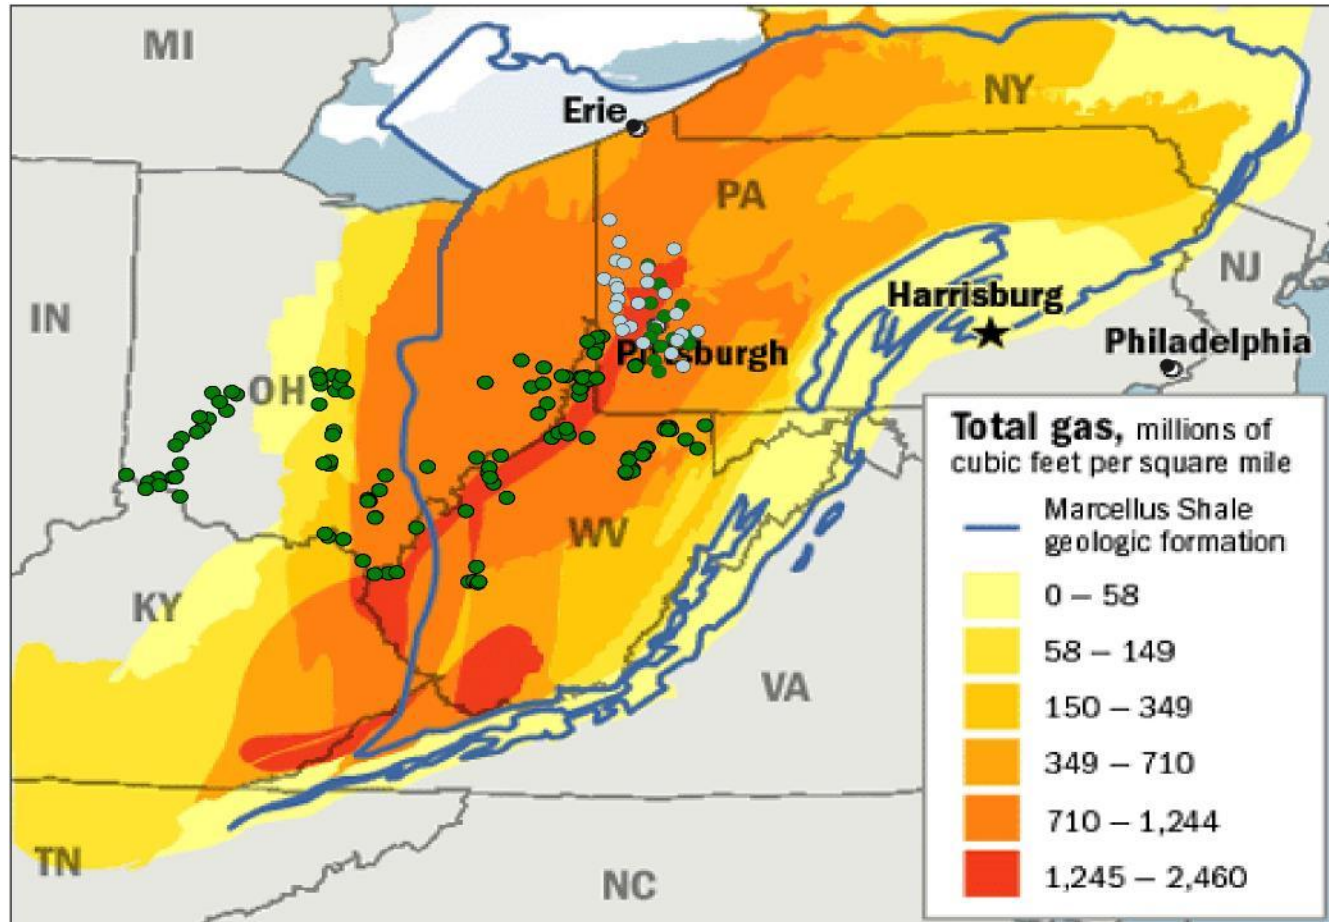 MI
Erie
NY
PA
NJ
IN
Harrisburg
Philadelphia
Pittsburgh
OH
WV
KY
VA
TN
NC
Total gas, millions of
cubic feet per square mile
Marcellus Shale
geologic formation
0 – 58
58 – 149
150 – 349
349 – 710
710 – 1,244
1,245 – 2,460